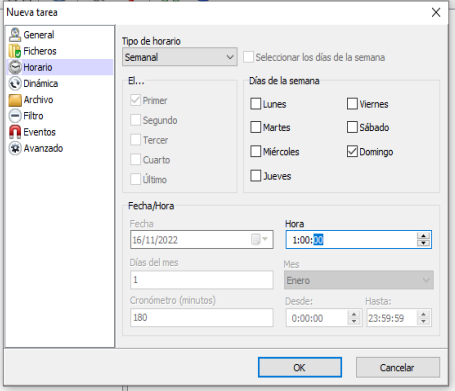 Nueva tarea
General
Ficheros
Horario
Dinámica
Archivo
Filtro
Eventos
Avanzado
Tipo de horario
Semanal
Seleccionar los días de la semana
El...
Primer
Segundo
Tercer
Cuarto
Último
Días de la semana
Lunes
Viernes
Martes
Sábado
Miércoles
Domingo
Jueves
Fecha/Hora
Fecha
Hora
16/11/2022
1:00:00
Días del mes
Mes
1
Enero
Cronómetro (minutos)
Desde:
Hasta:
180
0:00:00
23:59:59
OK
Cancelar